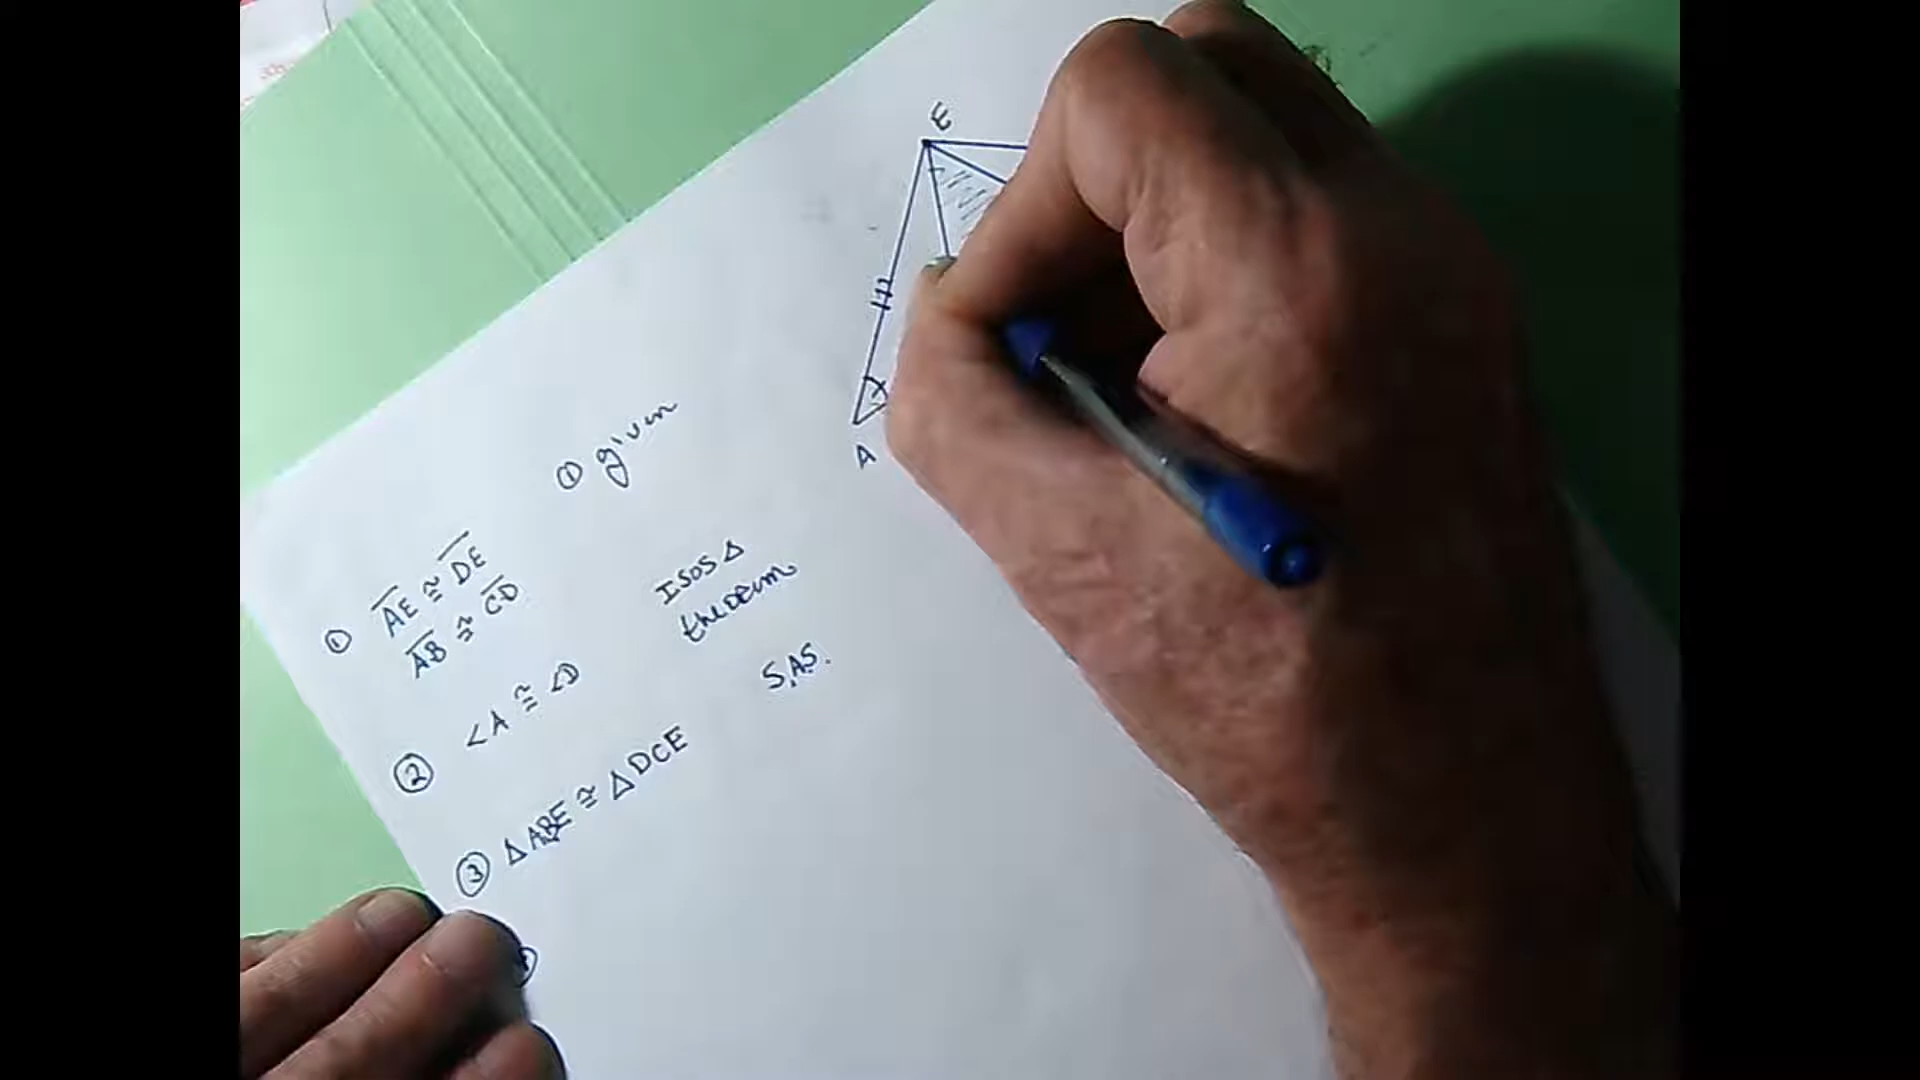 E
A
① given
① AE ≅ DE
AB ≅ CD
ISOS Δ
theorem
② ∠A ≅ ∠D
S.A.S.
③ Δ ABE ≅ Δ DCE